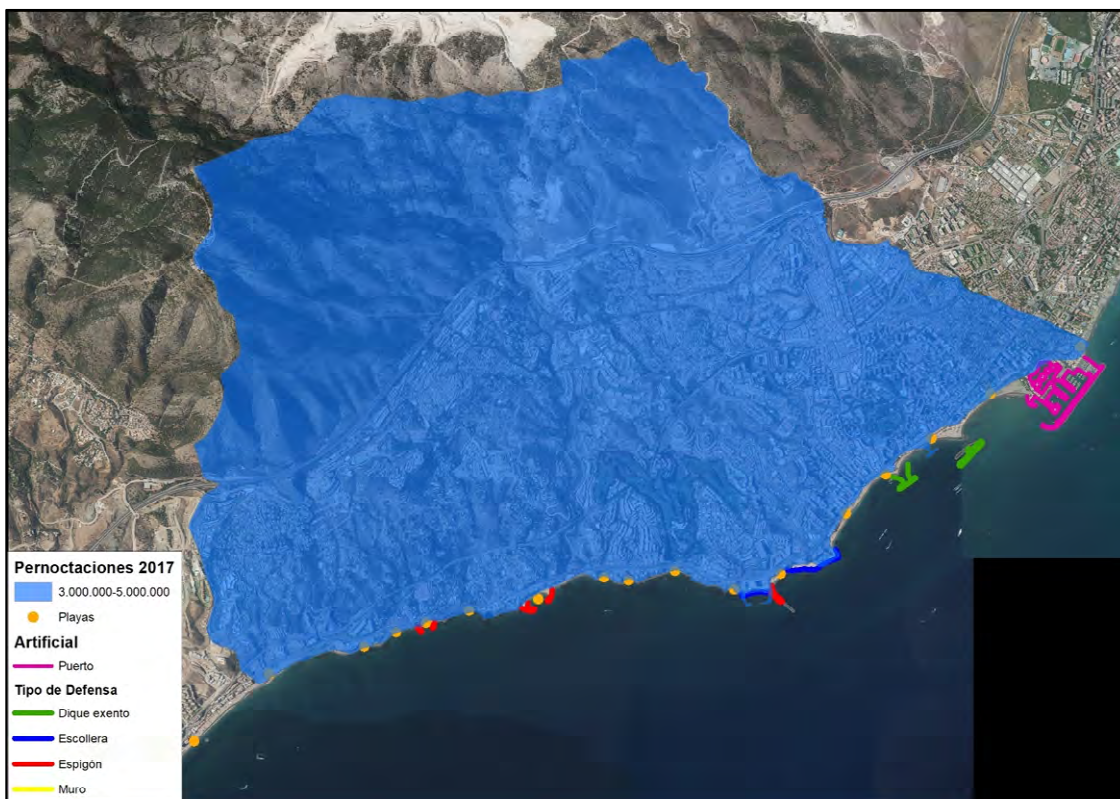 Pernoctaciones 2017
3.000.000-5.000.000
Playas
Artificial
Puerto
Tipo de Defensa
Dique exento
Escollera
Espigón
Muro